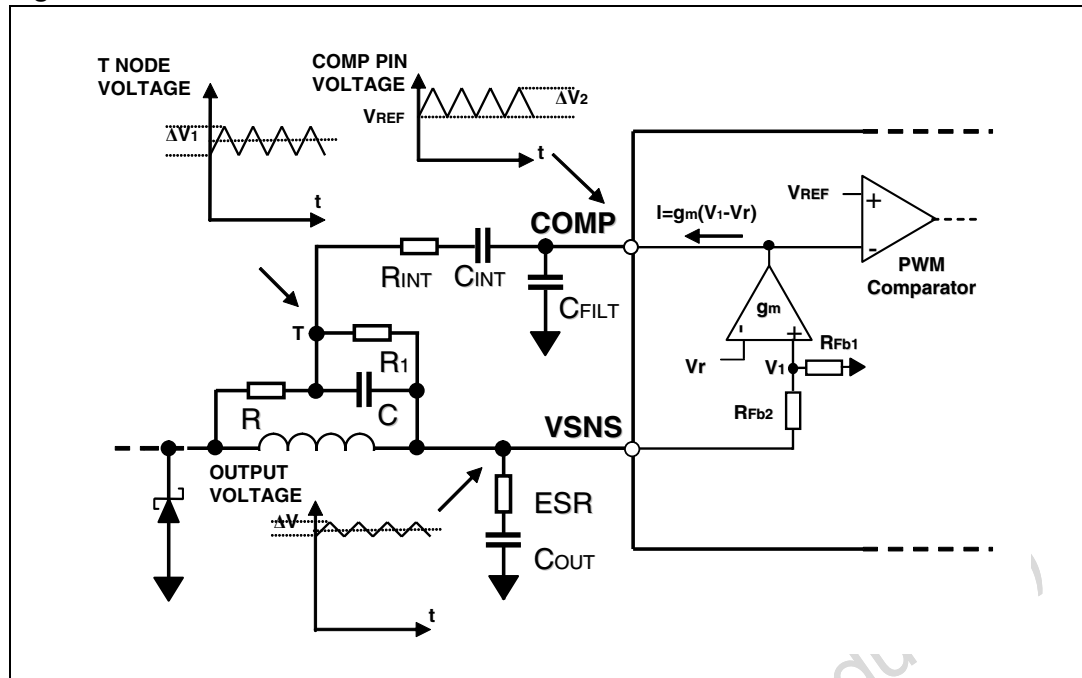 T NODE
VOLTAGE
ΔV1
t
COMP PIN
VOLTAGE
VREF
ΔV2
t
COMP
I=gm(V1-Vr)
VREF
+
-
PWM
Comparator
gm
-
+
Vr
V1
RFb1
RFb2
RINT
CINT
CFILT
T
R1
R
C
VSNS
OUTPUT
VOLTAGE
ΔV
t
ESR
COUT